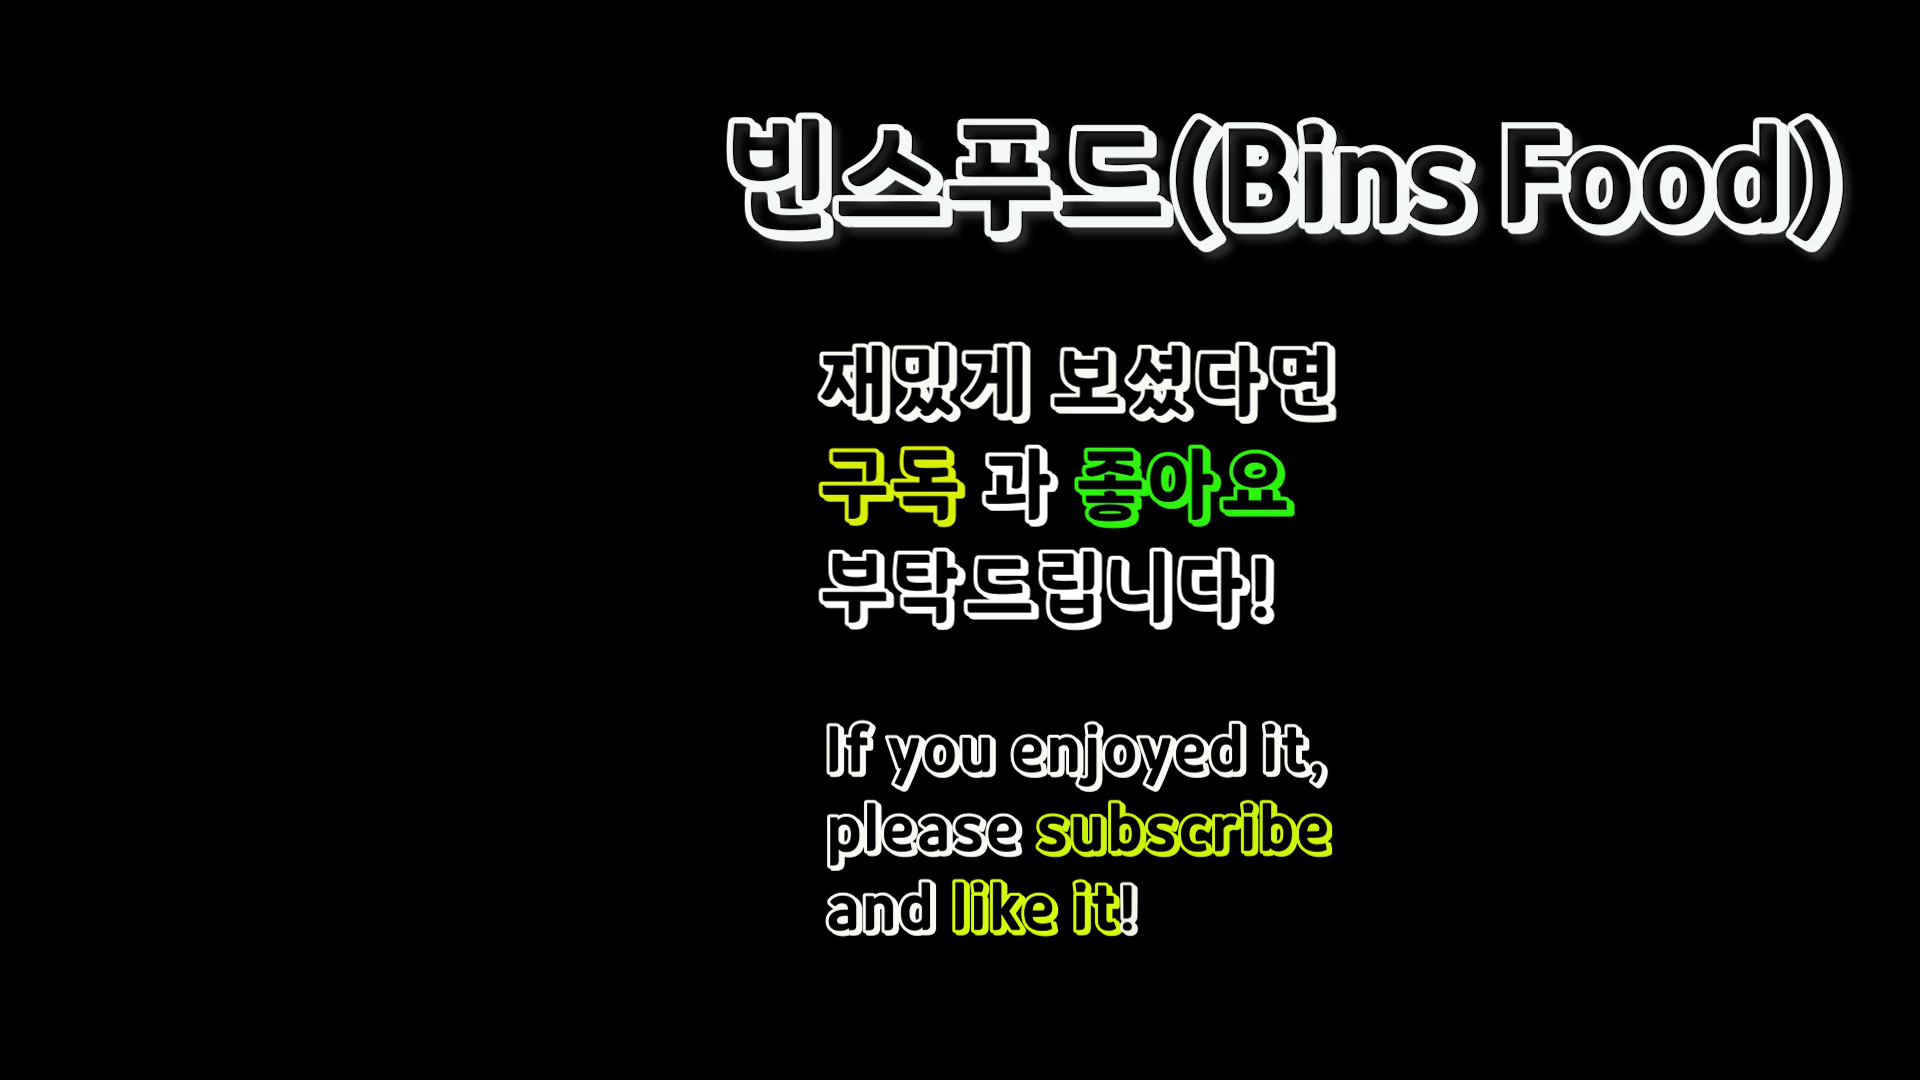 빈스푸드(Bins Food)
재밌게 보셨다면
구독 과 좋아요
부탁드립니다!
If you enjoyed it,
please subscribe
and like it!